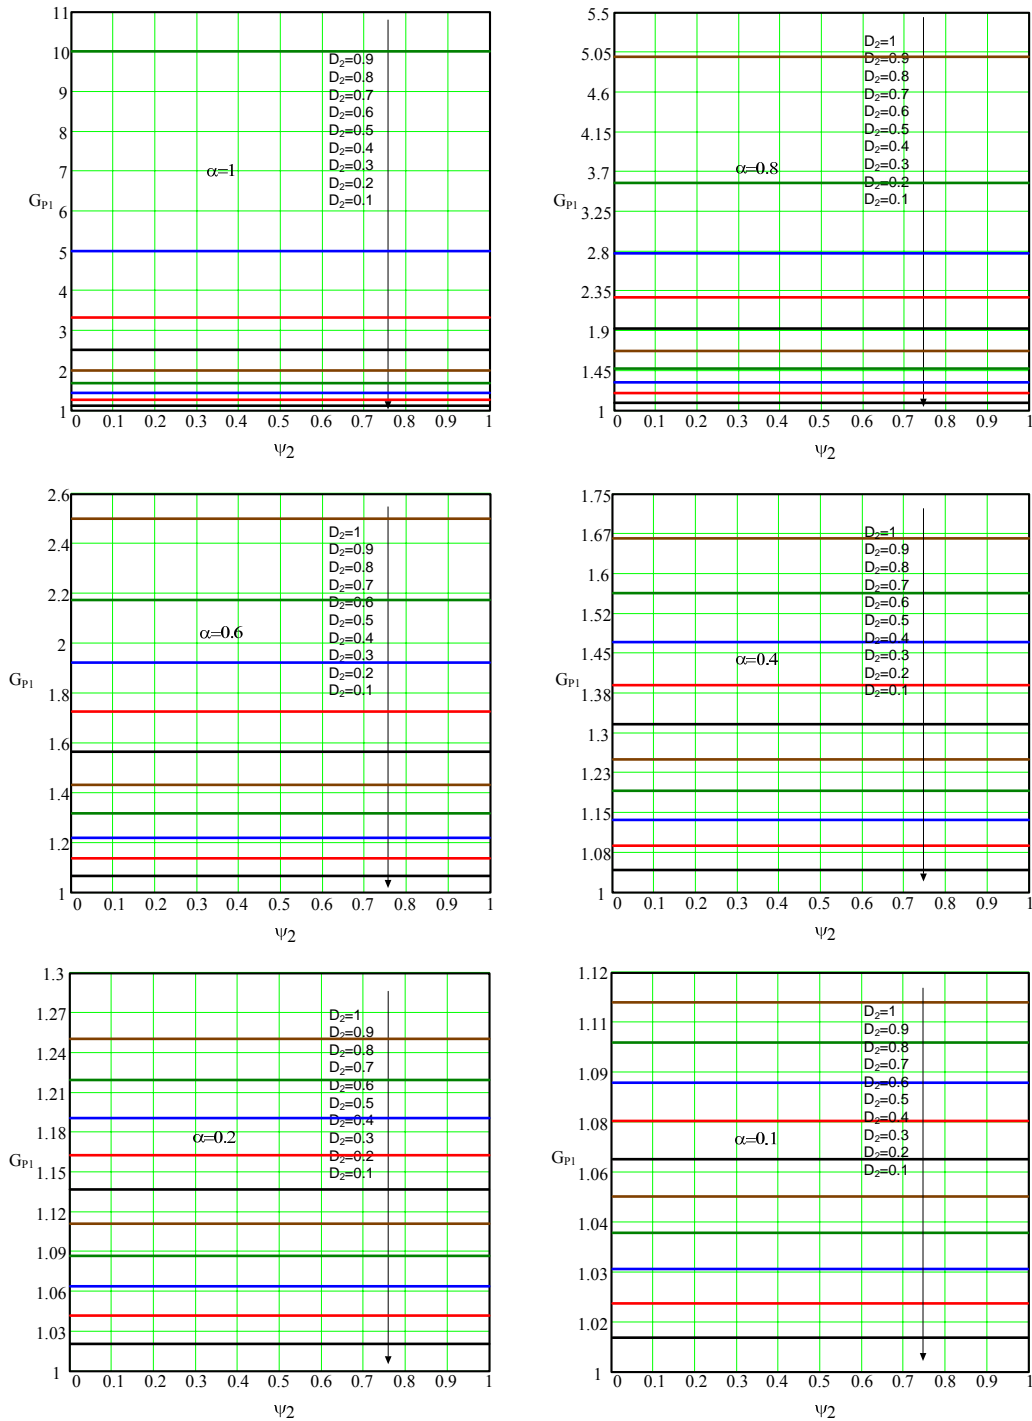 11
10
9
8
7
6
5
4
3
2
1
G_P1
α=1
D₂=0.9
D₂=0.8
D₂=0.7
D₂=0.6
D₂=0.5
D₂=0.4
D₂=0.3
D₂=0.2
D₂=0.1
0 0.1 0.2 0.3 0.4 0.5 0.6 0.7 0.8 0.9 1
ψ₂
5.5
5.05
4.6
4.15
3.7
3.25
2.8
2.35
1.9
1.45
1
G_P1
α=0.8
D₂=1
D₂=0.9
D₂=0.8
D₂=0.7
D₂=0.6
D₂=0.5
D₂=0.4
D₂=0.3
D₂=0.2
D₂=0.1
0 0.1 0.2 0.3 0.4 0.5 0.6 0.7 0.8 0.9 1
ψ₂
2.6
2.4
2.2
2
1.8
1.6
1.4
1.2
1
G_P1
α=0.6
D₂=1
D₂=0.9
D₂=0.8
D₂=0.7
D₂=0.6
D₂=0.5
D₂=0.4
D₂=0.3
D₂=0.2
D₂=0.1
0 0.1 0.2 0.3 0.4 0.5 0.6 0.7 0.8 0.9 1
ψ₂
1.75
1.67
1.6
1.52
1.45
1.38
1.3
1.23
1.15
1.08
1
G_P1
α=0.4
D₂=1
D₂=0.9
D₂=0.8
D₂=0.7
D₂=0.6
D₂=0.5
D₂=0.4
D₂=0.3
D₂=0.2
D₂=0.1
0 0.1 0.2 0.3 0.4 0.5 0.6 0.7 0.8 0.9 1
ψ₂
1.3
1.27
1.24
1.21
1.18
1.15
1.12
1.09
1.06
1.03
1
G_P1
α=0.2
D₂=1
D₂=0.9
D₂=0.8
D₂=0.7
D₂=0.6
D₂=0.5
D₂=0.4
D₂=0.3
D₂=0.2
D₂=0.1
0 0.1 0.2 0.3 0.4 0.5 0.6 0.7 0.8 0.9 1
ψ₂
1.12
1.11
1.09
1.08
1.06
1.04
1.03
1.02
1
G_P1
α=0.1
D₂=1
D₂=0.9
D₂=0.8
D₂=0.7
D₂=0.6
D₂=0.5
D₂=0.4
D₂=0.3
D₂=0.2
D₂=0.1
0 0.1 0.2 0.3 0.4 0.5 0.6 0.7 0.8 0.9 1
ψ₂